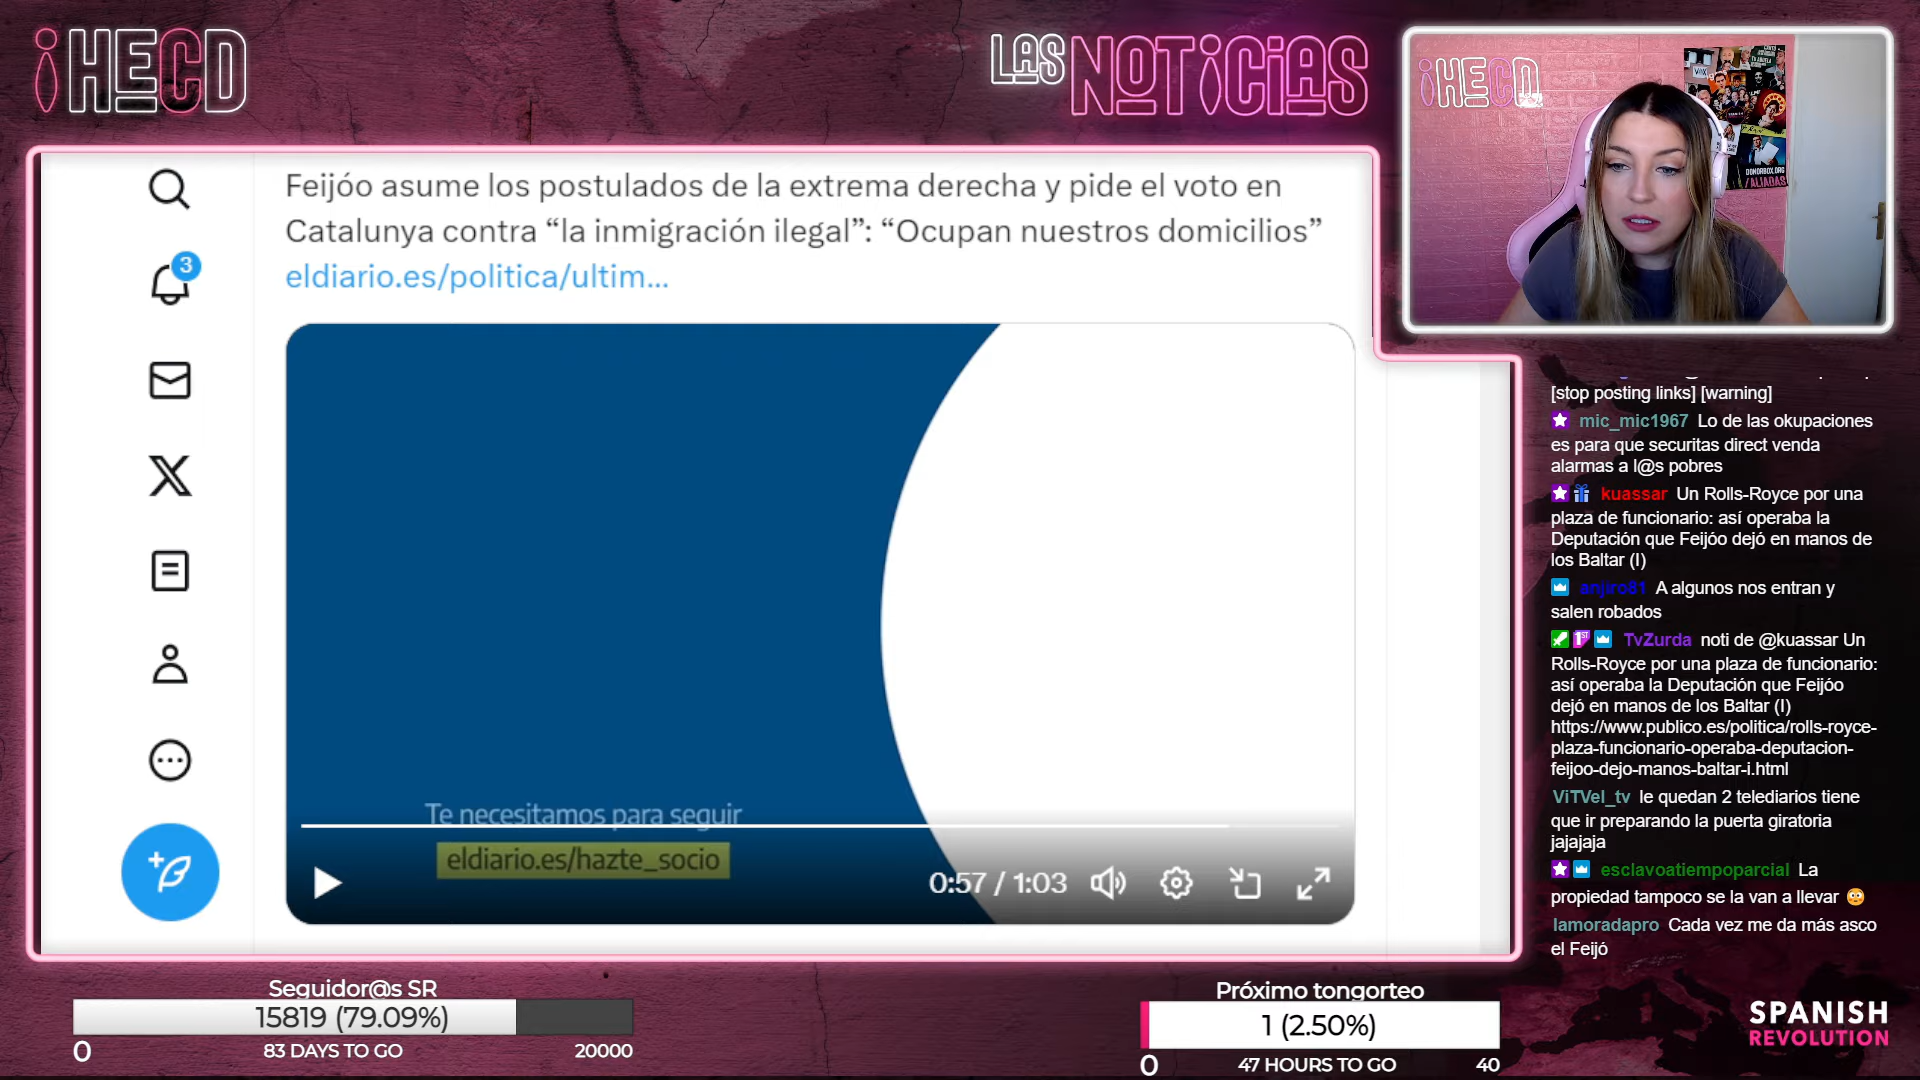 ¡HECD
LAS NOTICIAS
¡HECD
Feijóo asume los postulados de la extrema derecha y pide el voto en
Catalunya contra “la inmigración ilegal”: “Ocupan nuestros domicilios”
eldiario.es/politica/ultim...
3
Te necesitamos para seguir
eldiario.es/hazte_socio
0:57 / 1:03
[stop posting links] [warning]
mic_mic1967 Lo de las okupaciones
es para que securitas direct venda
alarmas a l@s pobres
kuassar Un Rolls-Royce por una
plaza de funcionario: así operaba la
Deputación que Feijóo dejó en manos de
los Baltar (I)
anjiro81 A algunos nos entran y
salen robados
TvZurda noti de @kuassar Un
Rolls-Royce por una plaza de funcionario:
así operaba la Deputación que Feijóo
dejó en manos de los Baltar (I)
https://www.publico.es/politica/rolls-royce-
plaza-funcionario-operaba-deputacion-
feijoo-dejo-manos-baltar-i.html
ViTVel_tv le quedan 2 telediarios tiene
que ir preparando la puerta giratoria
jajajaja
esclavoatiempoparcial La
propiedad tampoco se la van a llevar
lamoradapro Cada vez me da más asco
el Feijó
DONORBOX.ORG
/ALIADAS
Seguidor@s SR
15819 (79.09%)
0 83 DAYS TO GO 20000
Próximo tongorteo
1 (2.50%)
0 47 HOURS TO GO 40
SPANISH
REVOLUTION